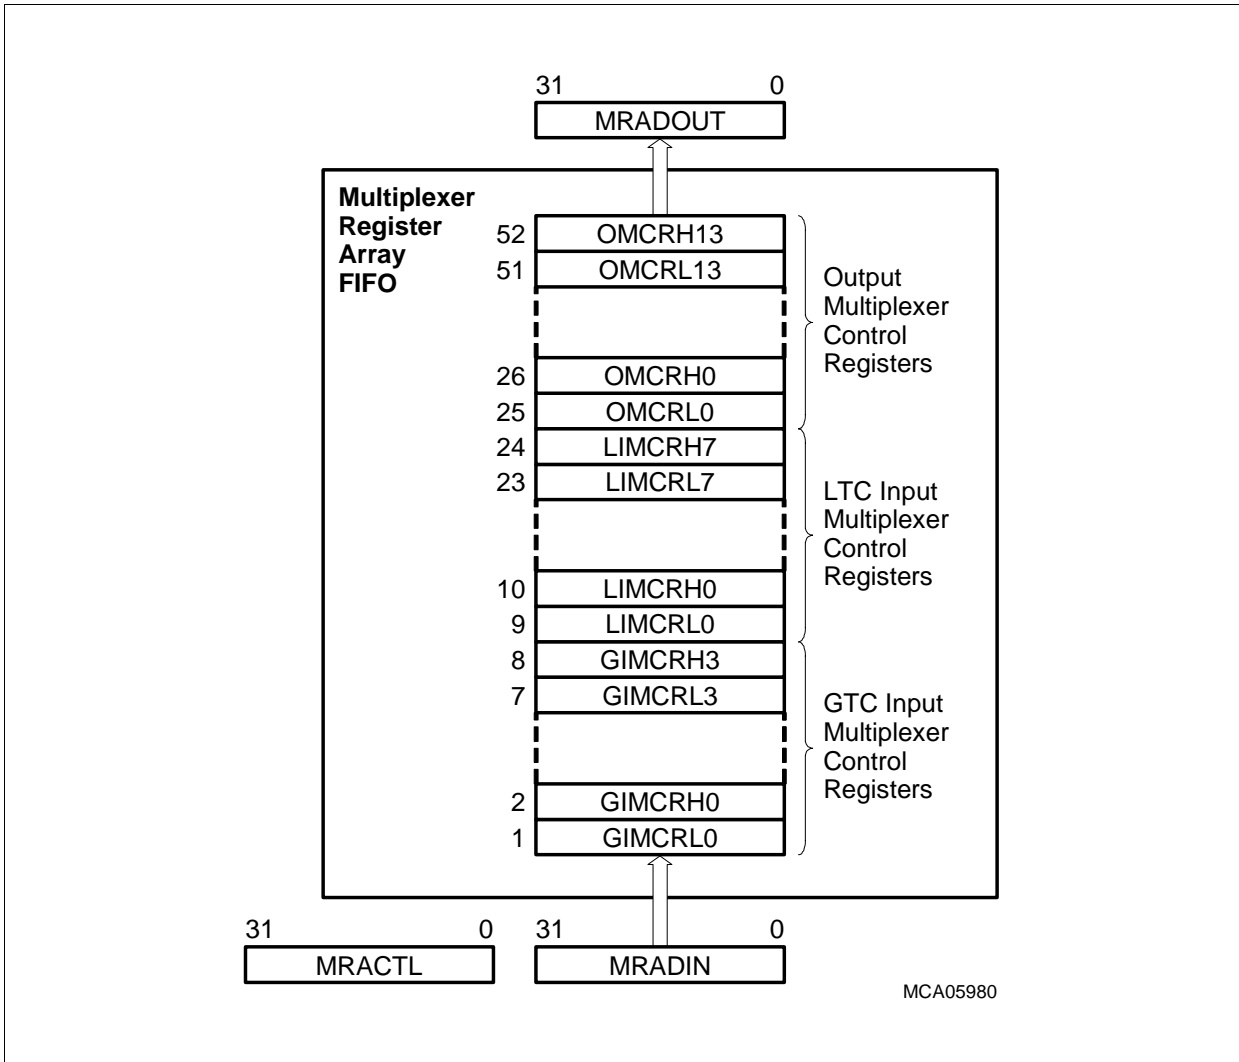 31 0
MRADOUT
Multiplexer
Register
Array
FIFO
52 OMCRH13
51 OMCRL13
Output
Multiplexer
Control
Registers
26 OMCRH0
25 OMCRL0
24 LIMCRH7
23 LIMCRL7
LTC Input
Multiplexer
Control
Registers
10 LIMCRH0
9 LIMCRL0
8 GIMCRH3
7 GIMCRL3
GTC Input
Multiplexer
Control
Registers
2 GIMCRH0
1 GIMCRL0
31 0 31 0
MRACTL MRADIN
MCA05980